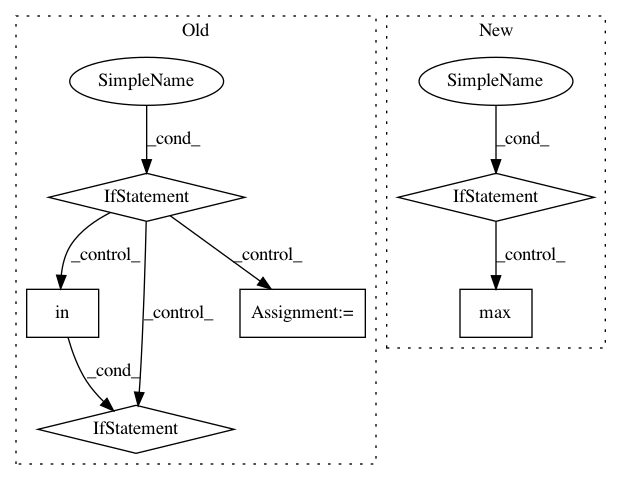 Old
New
SimpleName
SimpleName
_cond_
_cond_
IfStatement
IfStatement
_control_
_control_
_control_
_control_
in
Assignment:=
max
_cond_
IfStatement